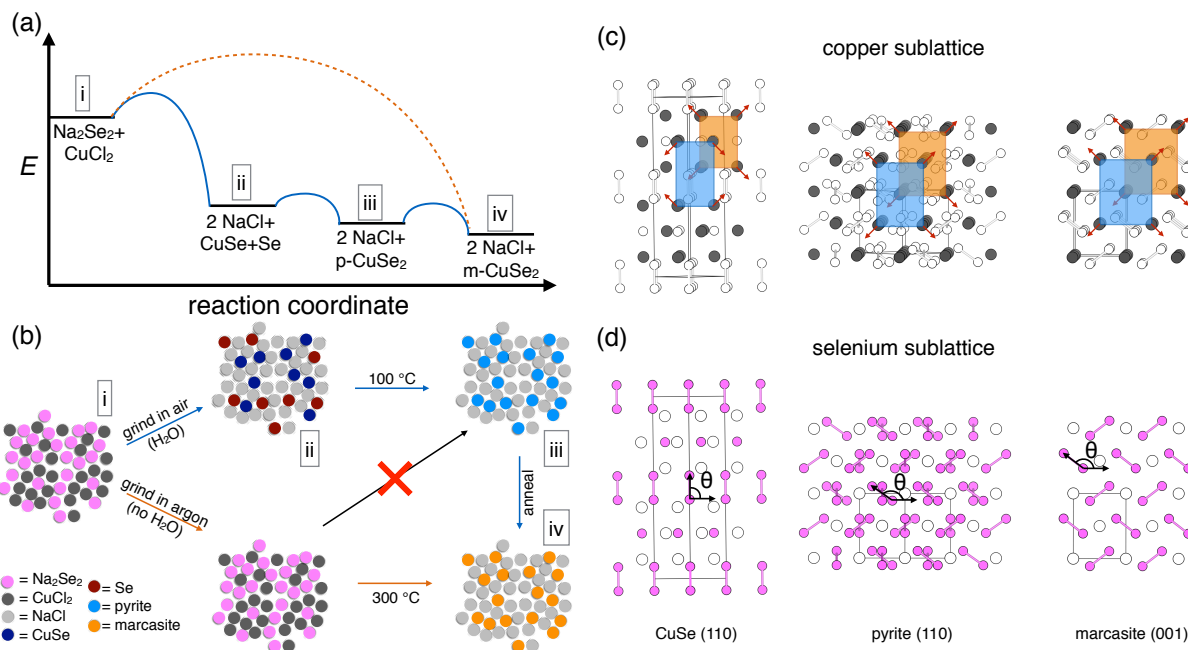 (a)
E
i
Na₂Se₂+
CuCl₂
ii
2 NaCl+
CuSe+Se
iii
2 NaCl+
p-CuSe₂
iv
2 NaCl+
m-CuSe₂
reaction coordinate
(b)
i
grind in air
(H₂O)
ii
100 °C
iii
grind in argon
(no H₂O)
anneal
iv
300 °C
= Na₂Se₂
= CuCl₂
= NaCl
= CuSe
= Se
= pyrite
= marcasite
(c)
copper sublattice
(d)
selenium sublattice
θ
θ
θ
CuSe (110)
pyrite (110)
marcasite (001)